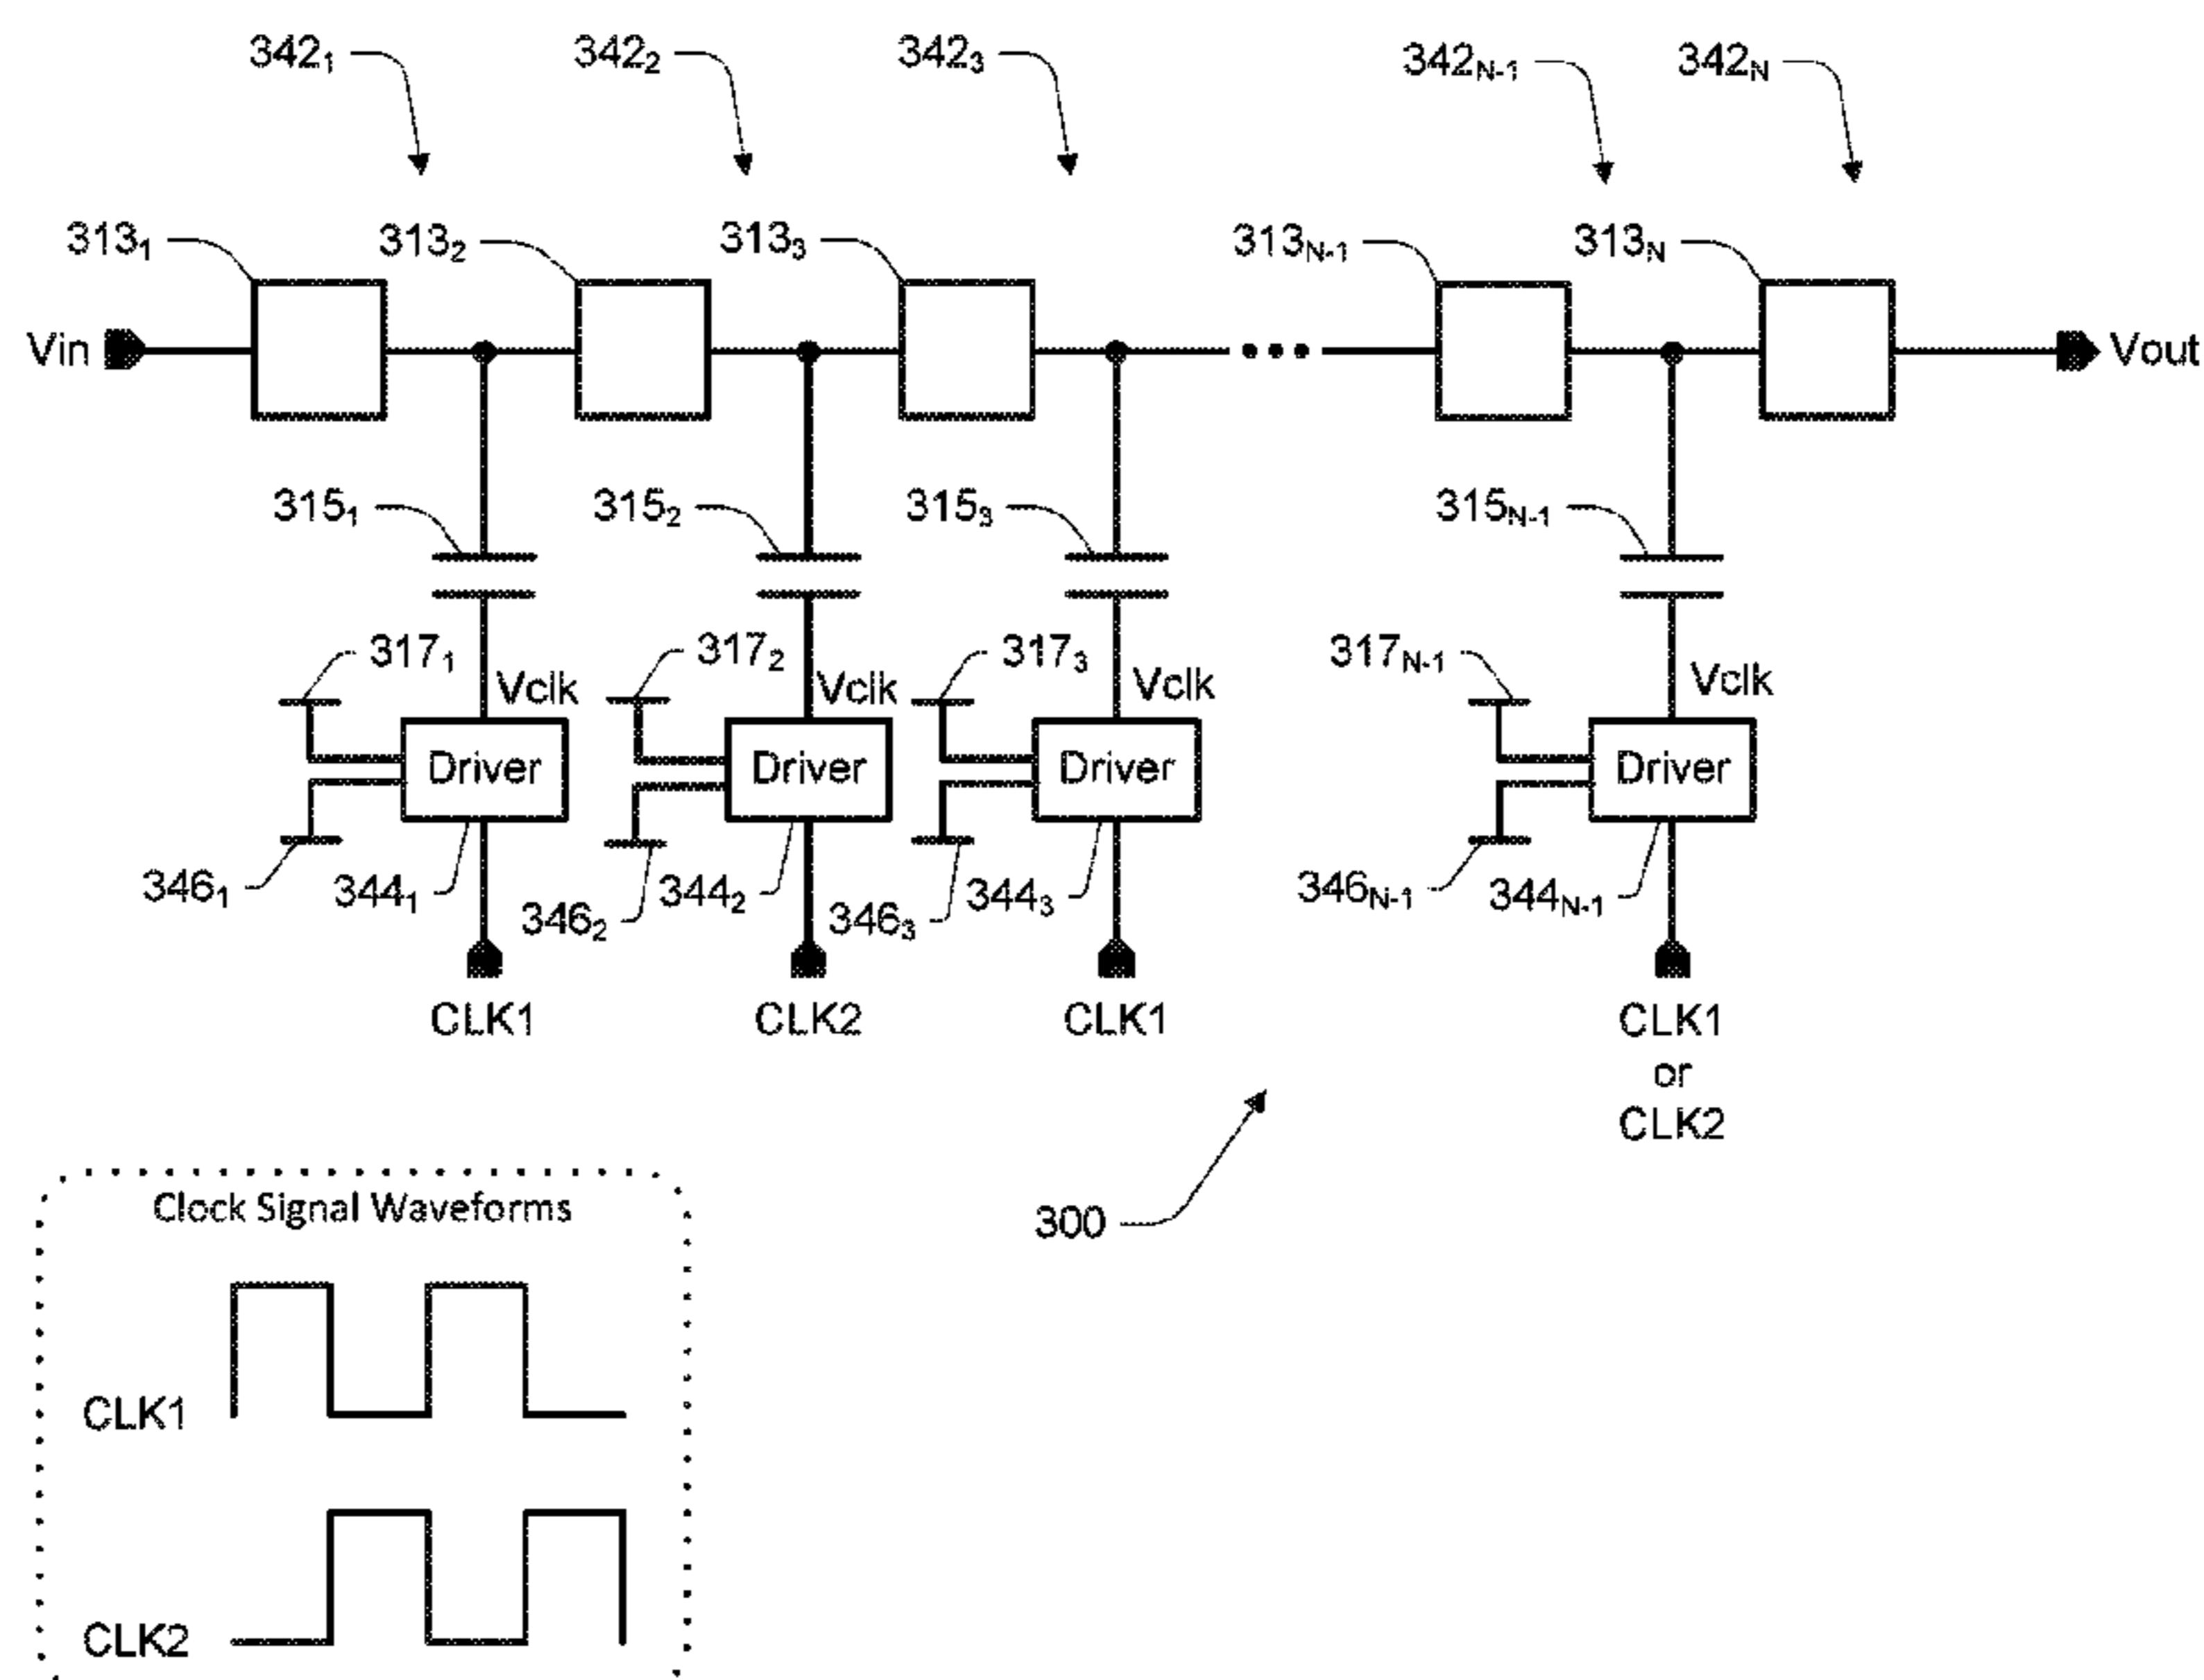 342₁ 342₂ 342₃ 342N-1 342N
313₁ 313₂ 313₃ 313N-1 313N
Vin Vout
315₁ 315₂ 315₃ 315N-1
317₁ 317₂ 317₃ 317N-1
Vclk Vclk Vclk Vclk
Driver Driver Driver Driver
346₁ 344₁ 346₂ 344₂ 346₃ 344₃ 346N-1 344N-1
CLK1 CLK2 CLK1 CLK1
or
CLK2
300
Clock Signal Waveforms
CLK1
CLK2